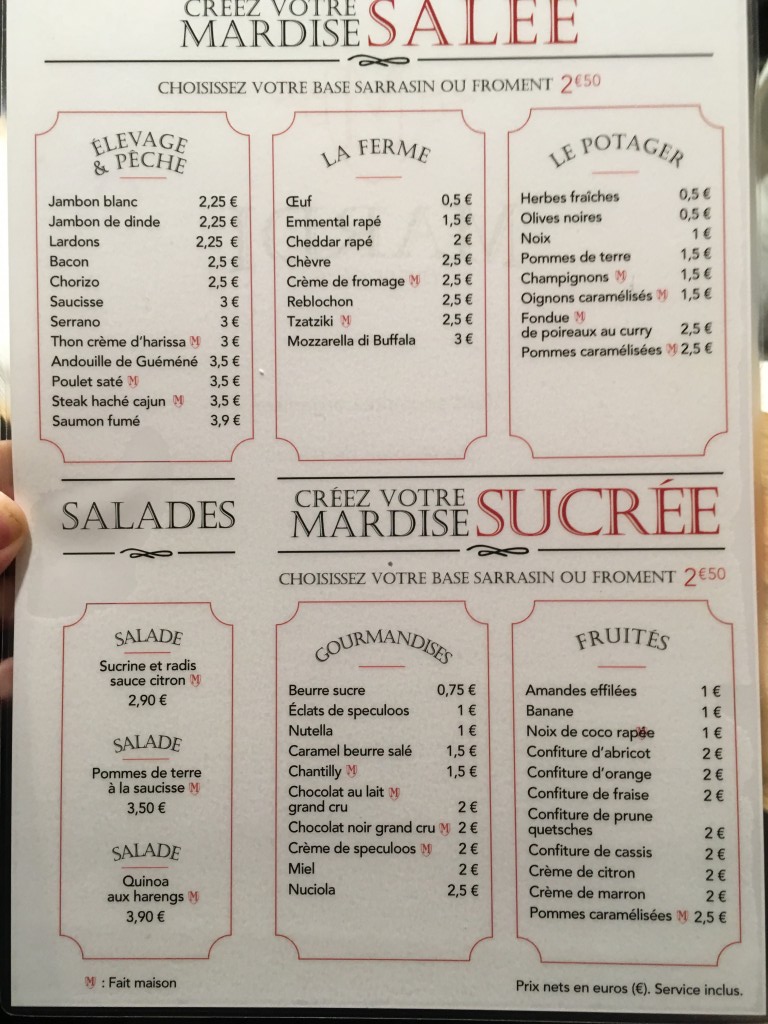 CRÉEZ VOTRE
MARDISE SALÉE
CHOISISSEZ VOTRE BASE SARRASIN OU FROMENT 2€50
ÉLEVAGE
& PÊCHE
Jambon blanc 2,25 €
Jambon de dinde 2,25 €
Lardons 2,25 €
Bacon 2,5 €
Chorizo 2,5 €
Saucisse 3 €
Serrano 3 €
Thon crème d'harissa M 3 €
Andouille de Guéméné 3,5 €
Poulet saté M 3,5 €
Steak haché cajun M 3,5 €
Saumon fumé 3,9 €
LA FERME
Œuf 0,5 €
Emmental rapé 1,5 €
Cheddar rapé 2 €
Chèvre 2,5 €
Crème de fromage M 2,5 €
Reblochon 2,5 €
Tzatziki M 2,5 €
Mozzarella di Buffala 3 €
LE POTAGER
Herbes fraîches 0,5 €
Olives noires 0,5 €
Noix 1 €
Pommes de terre 1,5 €
Champignons M 1,5 €
Oignons caramélisés M 1,5 €
Fondue M
de poireaux au curry 2,5 €
Pommes caramélisées M 2,5 €
SALADES
SALADE
Sucrine et radis
sauce citron M
2,90 €
SALADE
Pommes de terre
à la saucisse M
3,50 €
SALADE
Quinoa
aux harengs M
3,90 €
CRÉEZ VOTRE
MARDISE SUCRÉE
CHOISISSEZ VOTRE BASE SARRASIN OU FROMENT 2€50
GOURMANDISES
Beurre sucre 0,75 €
Éclats de speculoos 1 €
Nutella 1 €
Caramel beurre salé 1,5 €
Chantilly M 1,5 €
Chocolat au lait M
grand cru 2 €
Chocolat noir grand cru M 2 €
Crème de speculoos M 2 €
Miel 2 €
Nuciola 2,5 €
FRUITÉS
Amandes effilées 1 €
Banane 1 €
Noix de coco rapée 1 €
Confiture d'abricot 2 €
Confiture d'orange 2 €
Confiture de fraise 2 €
Confiture de prune
quetsches 2 €
Confiture de cassis 2 €
Crème de citron 2 €
Crème de marron 2 €
Pommes caramélisées M 2,5 €
M : Fait maison
Prix nets en euros (€). Service inclus.